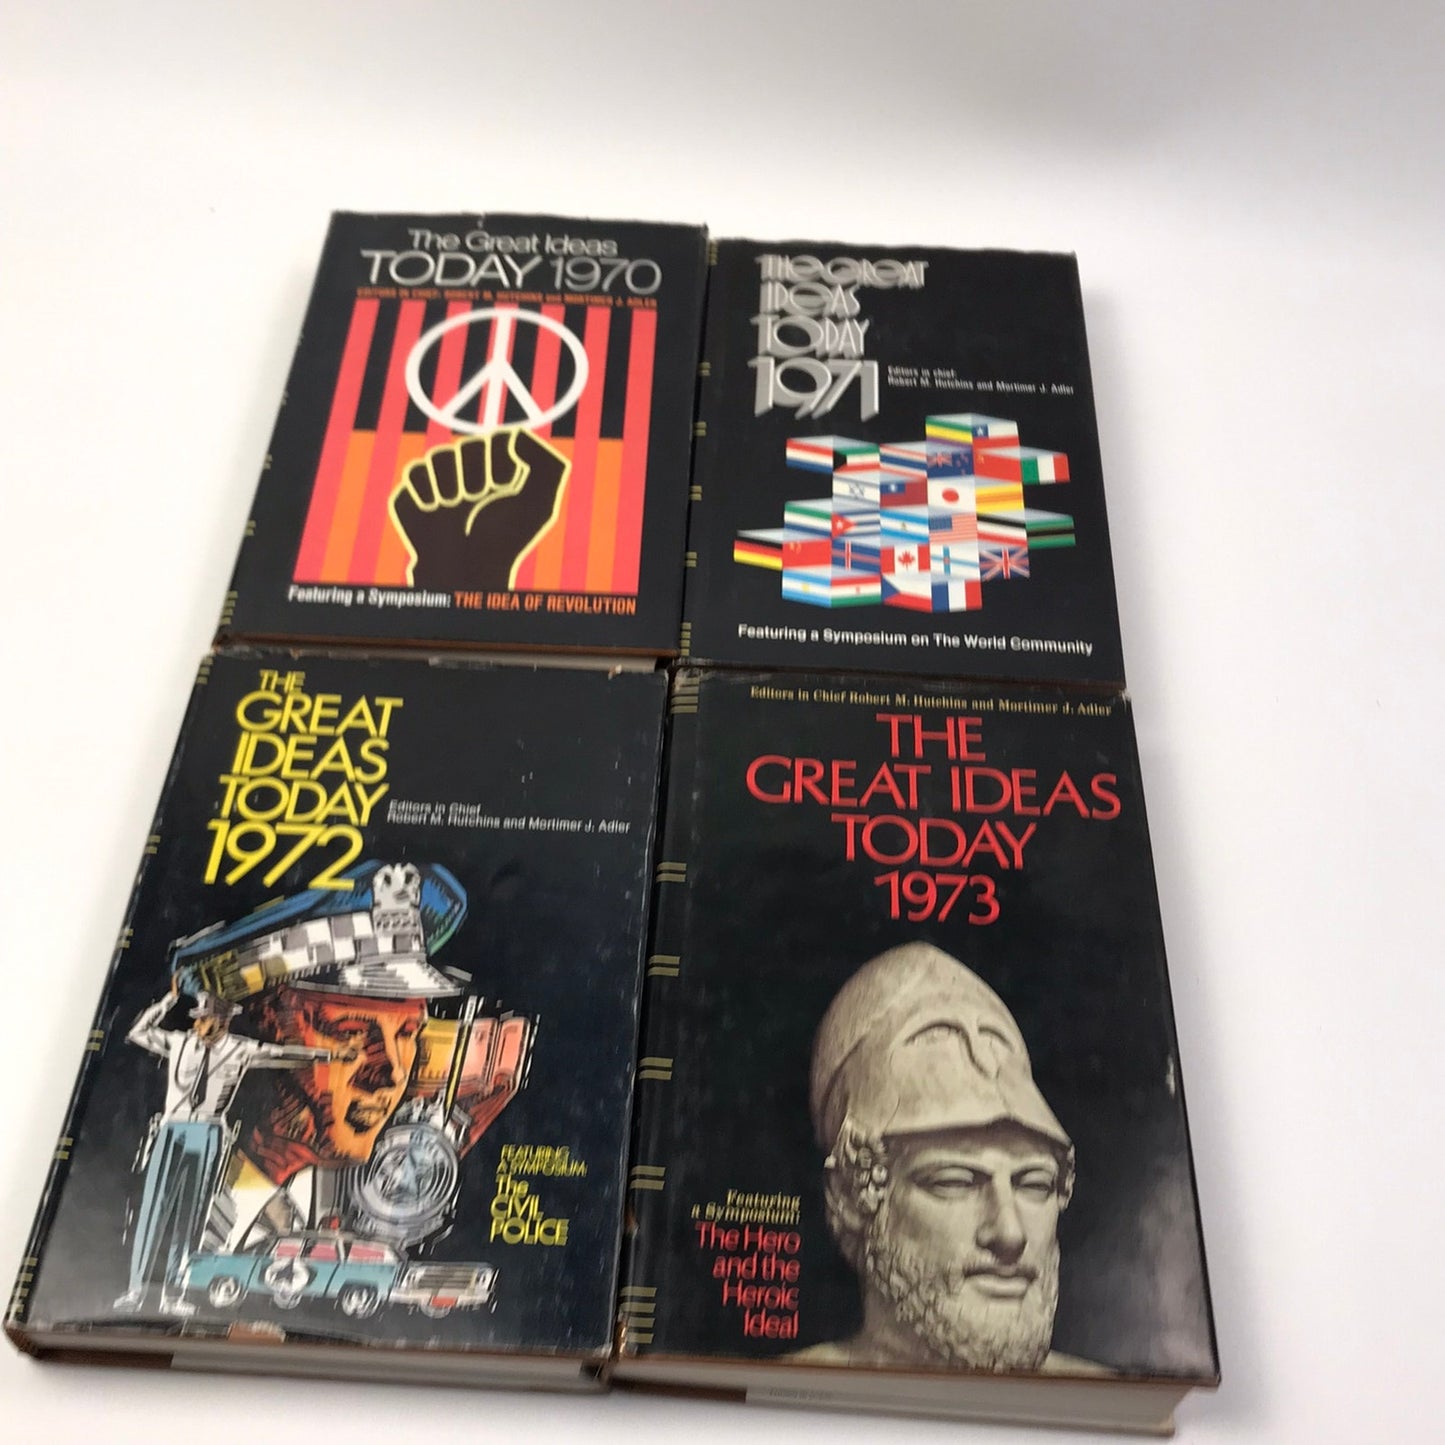 The Great Ideas
TODAY 1970
EDITORS IN CHIEF: ROBERT M. HUTCHINS AND MORTIMER J. ADLER
Featuring a Symposium: THE IDEA OF REVOLUTION
THE GREAT
IDEAS
TODAY
1971
Editors in chief:
Robert M. Hutchins and Mortimer J. Adler
Featuring a Symposium on The World Community
THE
GREAT
IDEAS
TODAY
1972
Editors in Chief
Robert M. Hutchins and Mortimer J. Adler
FEATURING
A SYMPOSIUM:
The
CIVIL
POLICE
Editors in Chief Robert M. Hutchins and Mortimer J. Adler
THE
GREAT IDEAS
TODAY
1973
Featuring
a Symposium:
The Hero
and the
Heroic
Ideal